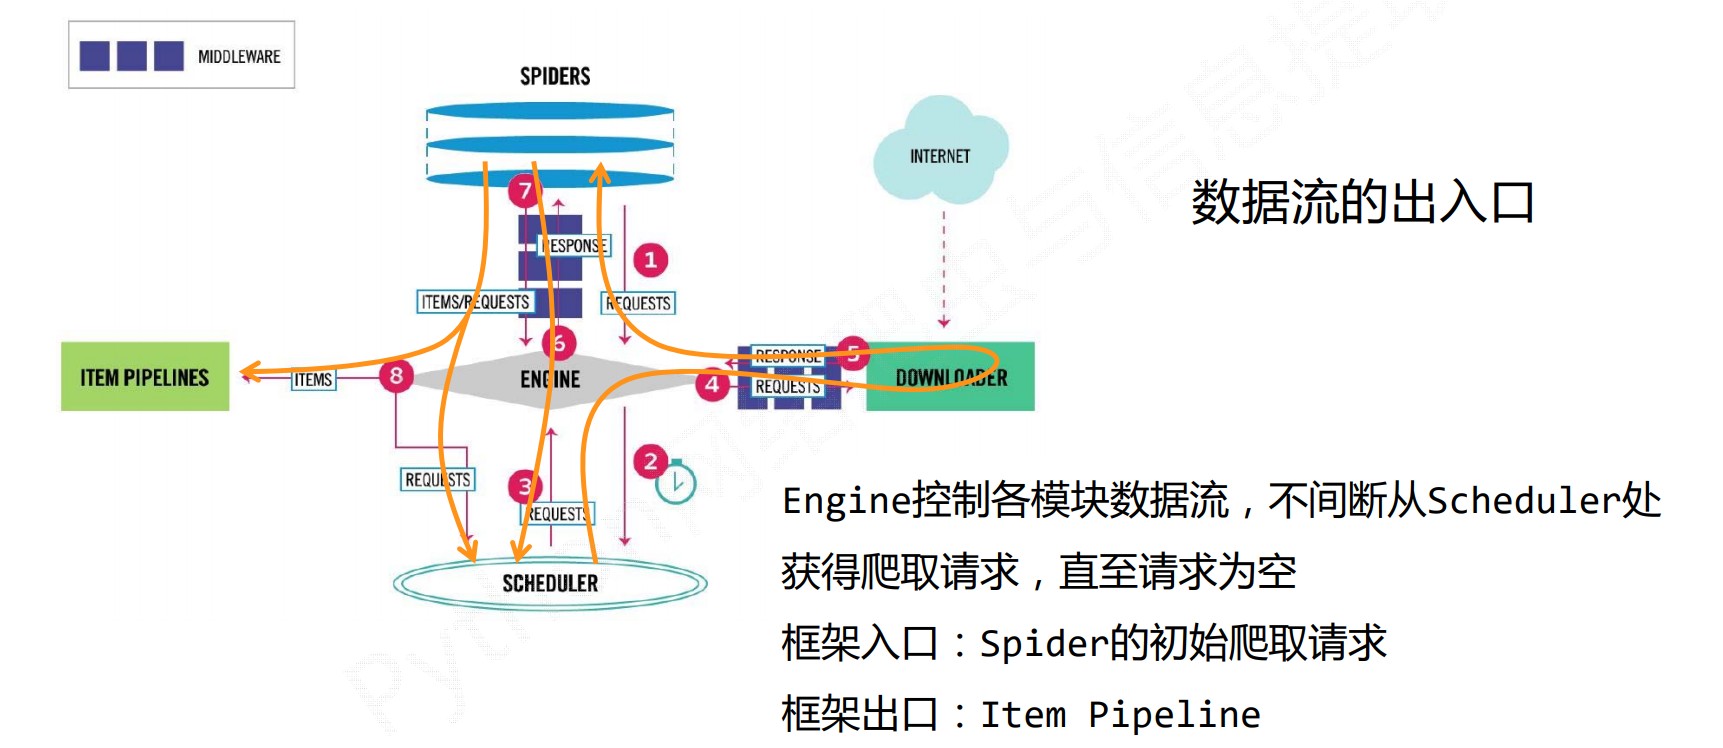 MIDDLEWARE
SPIDERS
INTERNET
数据流的出入口
7
RESPONSE
1
ITEMS/REQUESTS
REQUESTS
6
RESPONSE
5
ITEM PIPELINES
ITEMS
8
ENGINE
4
REQUESTS
DOWNLOADER
2
REQUESTS
3
REQUESTS
SCHEDULER
Engine控制各模块数据流，不间断从Scheduler处
获得爬取请求，直至请求为空
框架入口：Spider的初始爬取请求
框架出口：Item Pipeline